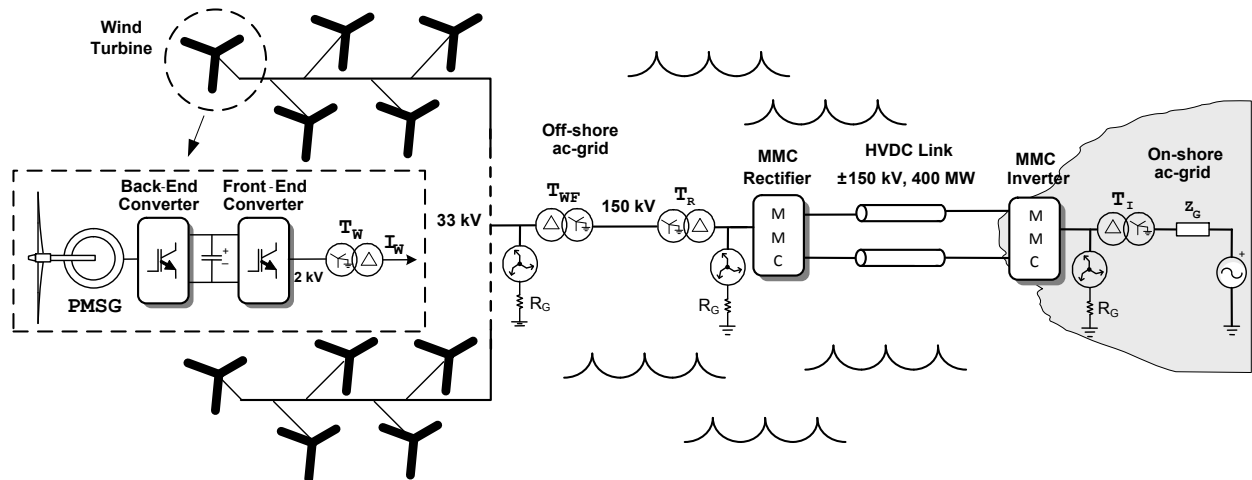 Wind
Turbine
Back-End
Converter
Front-End
Converter
PMSG
2 kV
T_W
I_W
33 kV
Off-shore
ac-grid
T_WF
150 kV
T_R
R_G
R_G
MMC
Rectifier
M
M
C
HVDC Link
±150 kV, 400 MW
MMC
Inverter
M
M
C
T_I
R_G
On-shore
ac-grid
Z_G